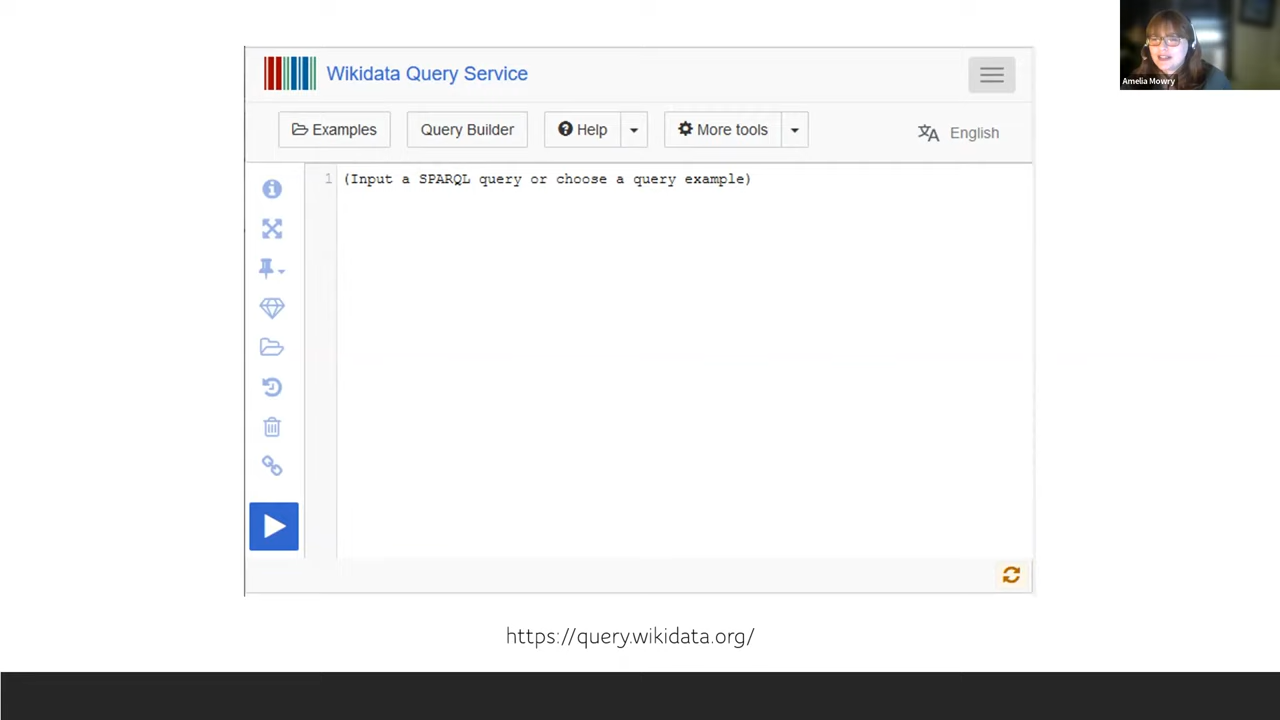 Amelia Mowry
Wikidata Query Service
Examples
Query Builder
Help
More tools
English
1 (Input a SPARQL query or choose a query example)
https://query.wikidata.org/